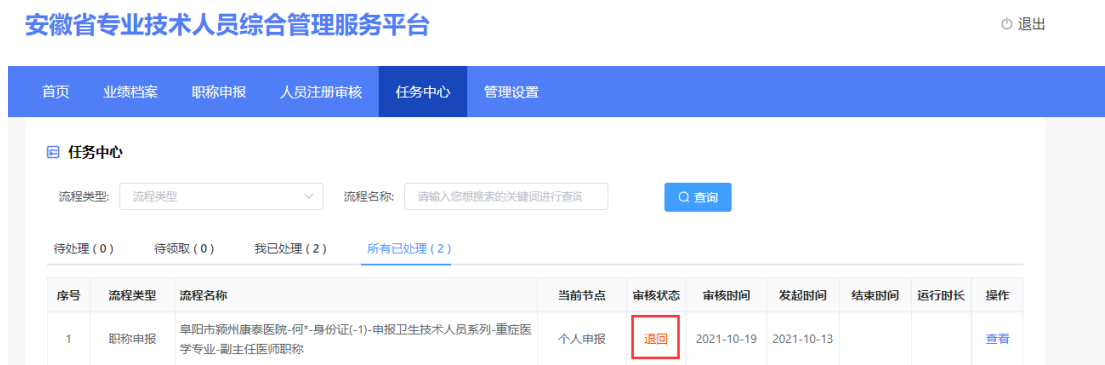 安徽省专业技术人员综合管理服务平台
退出
首页 业绩档案 职称申报 人员注册审核 任务中心 管理设置
任务中心
流程类型: 流程类型 流程名称: 请输入您想搜索的关键词进行查询 查询
待处理 ( 0 ) 待领取 ( 0 ) 我已处理 ( 2 ) 所有已处理 ( 2 )
序号 流程类型 流程名称 当前节点 审核状态 审核时间 发起时间 结束时间 运行时长 操作
1 职称申报 阜阳市颍州康泰医院-何*-身份证(-1)-申报卫生技术人员系列-重症医 个人申报 退回 2021-10-19 2021-10-13 查看
学专业-副主任医师职称